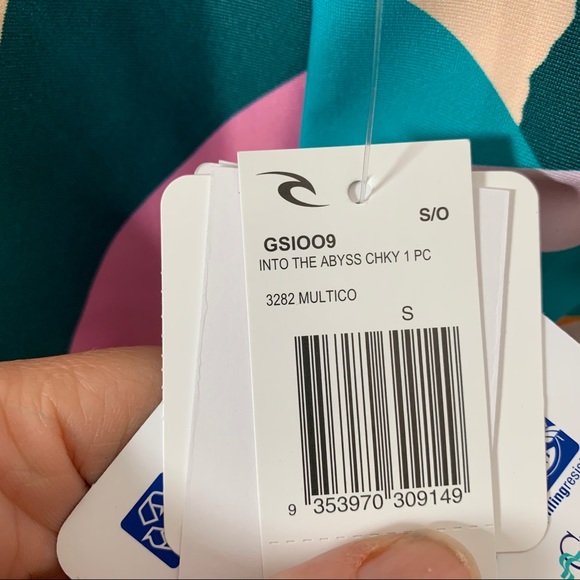 S/O
GSIOO9
INTO THE ABYSS CHKY 1 PC
3282 MULTICO
S
9 353970 309149